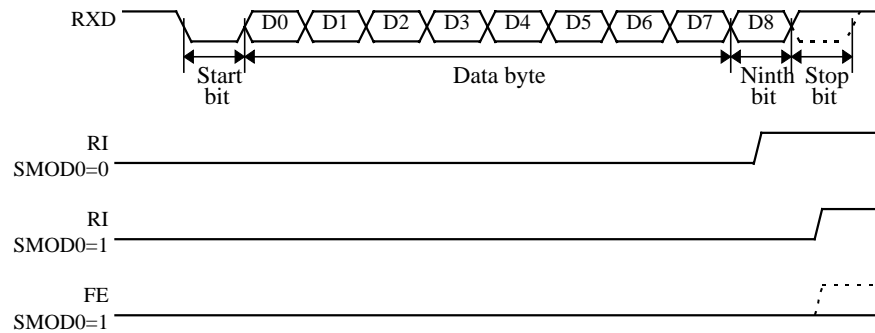 RXD D0 D1 D2 D3 D4 D5 D6 D7 D8
Start Data byte Ninth Stop
bit bit bit
RI
SMOD0=0
RI
SMOD0=1
FE
SMOD0=1